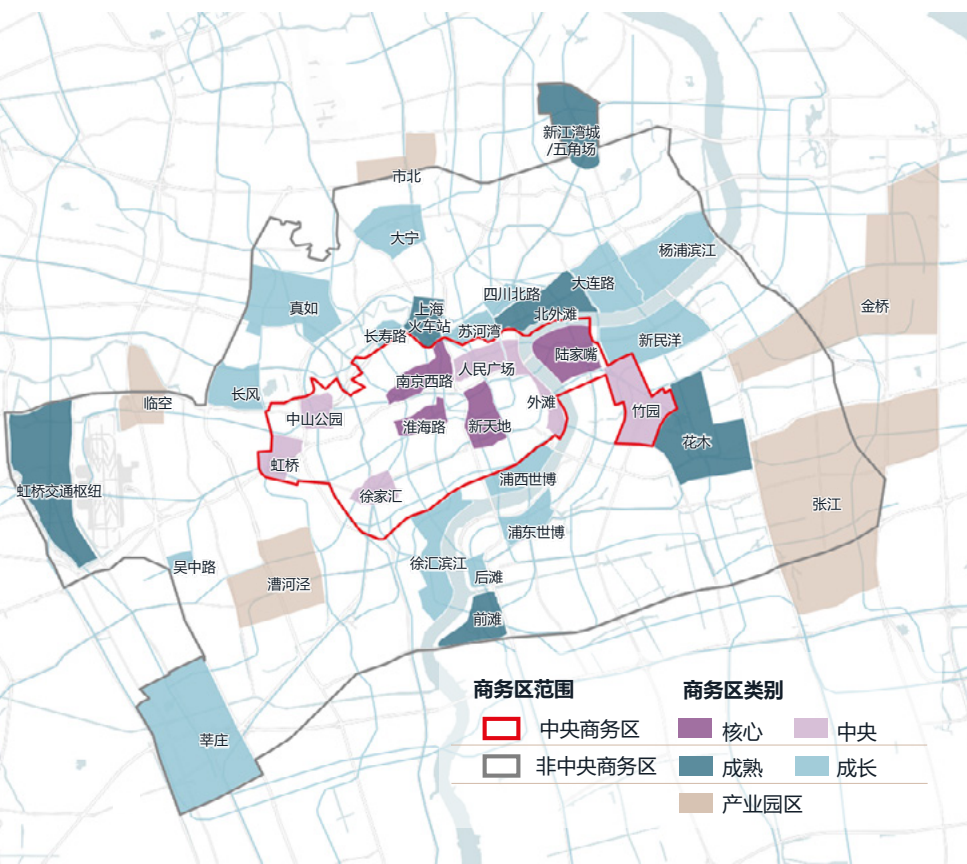 新江湾城
/五角场
市北
大宁
杨浦滨江
大连路
四川北路
真如
上海
火车站
金桥
北外滩
长寿路
苏河湾
新民洋
陆家嘴
人民广场
南京西路
长风
临空
外滩
竹园
中山公园
淮海路
新天地
花木
虹桥
浦西世博
虹桥交通枢纽
徐家汇
张江
浦东世博
徐汇滨江
吴中路
后滩
漕河泾
前滩
商务区范围
商务区类别
中央商务区
核心
中央
莘庄
非中央商务区
成熟
成长
产业园区